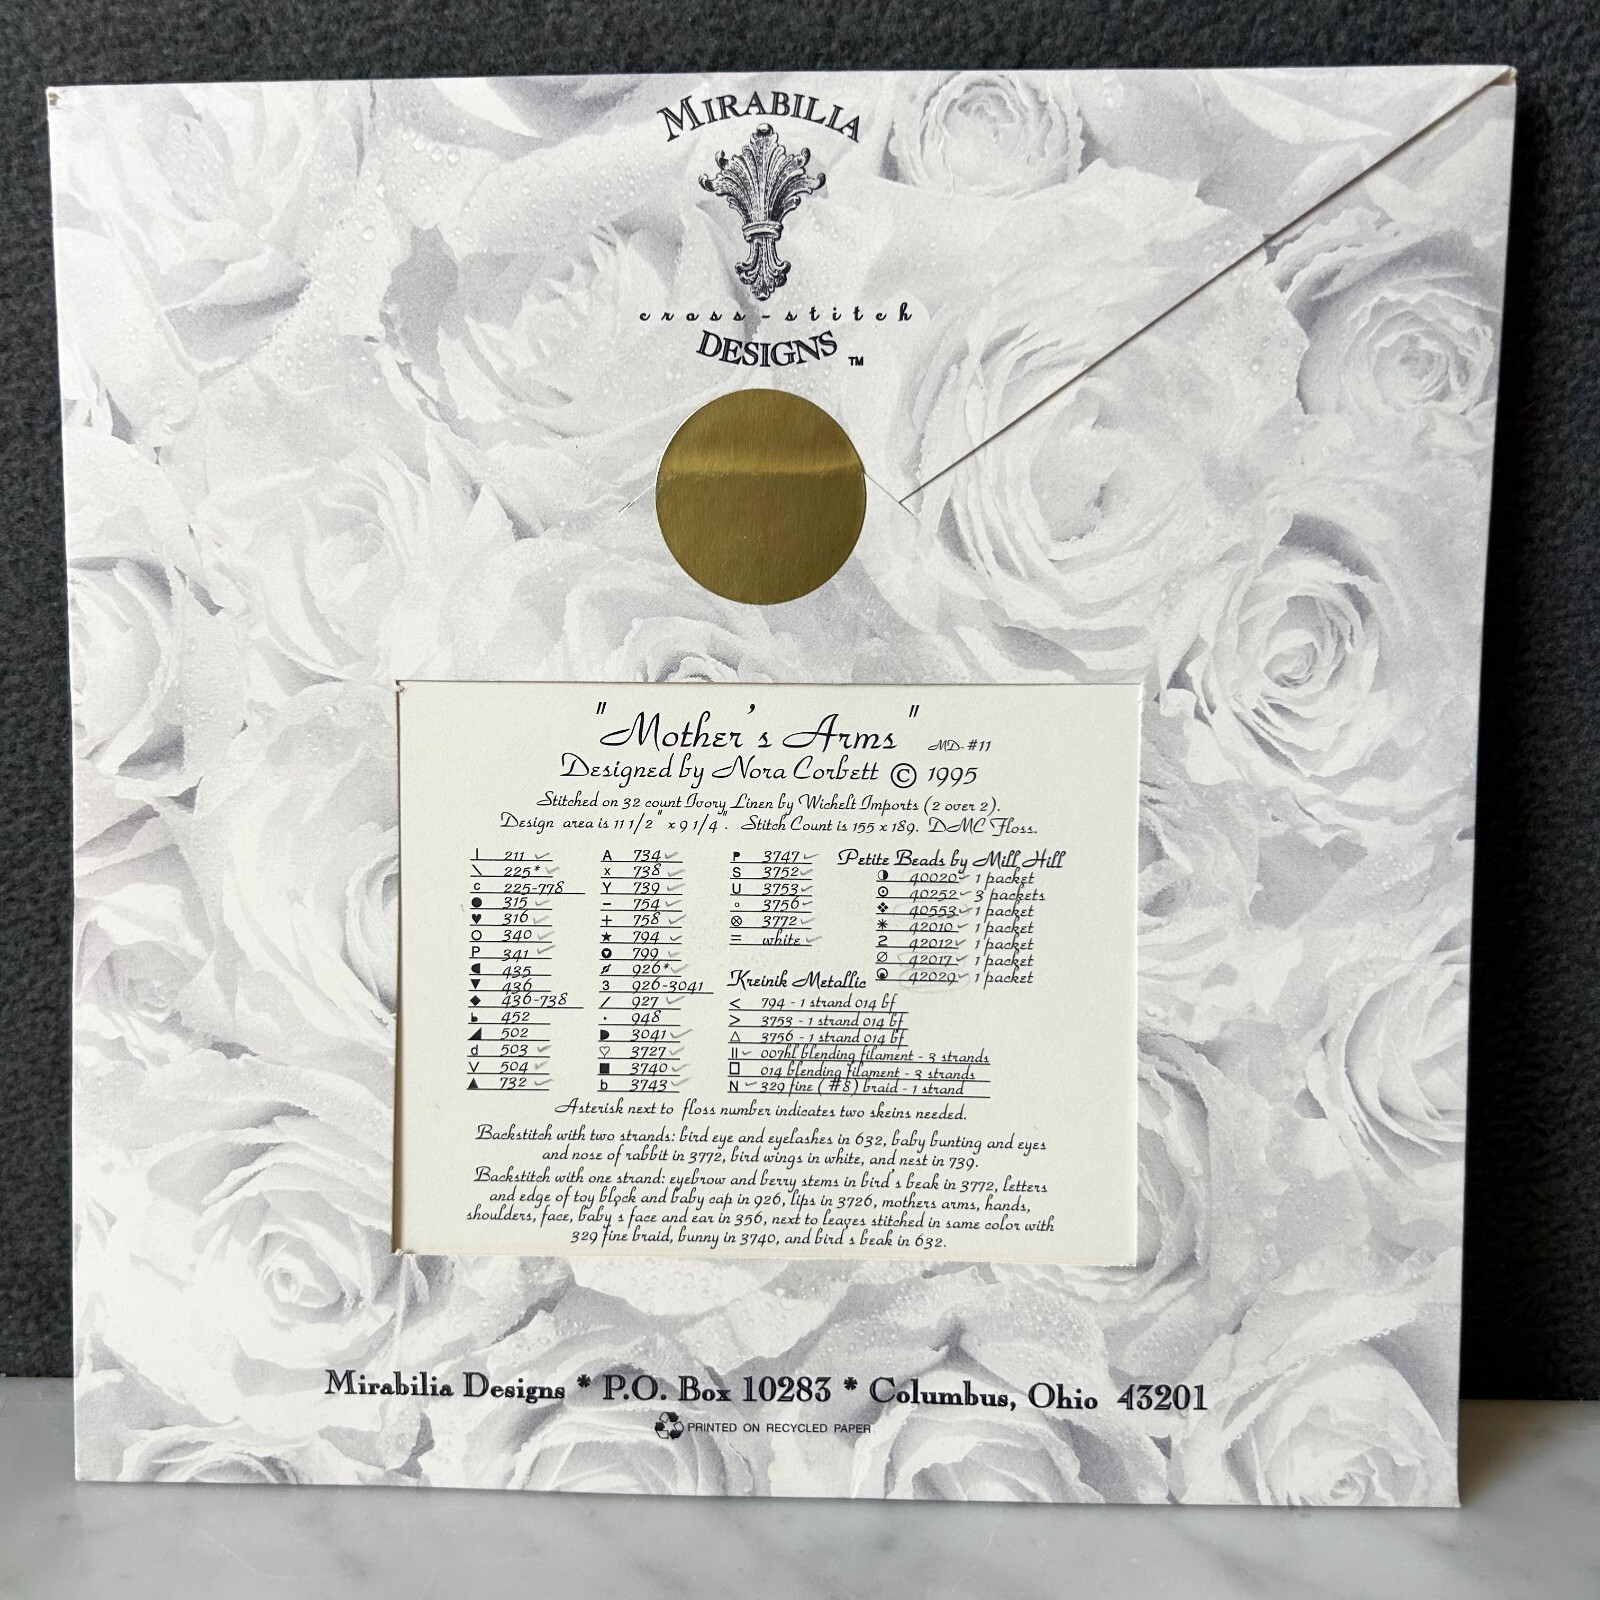 MIRABILLIA
cross-stitch
DESIGNS ™
"Mother's Arms" MD-#11
Designed by Nora Corbett © 1995
Stitched on 32 count Ivory Linen by Wichelt Imports (2 over 2).
Design area is 11 1/2" x 9 1/4". Stitch Count is 155 x 189. DMC Floss.
I 211 ✓
\ 225* ✓
c 225-778
● 315 ✓
♥ 316 ✓
O 340 ✓
P 341 ✓
◖ 435
▼ 436
◆ 436-738
♭ 452
◢ 502
d 503 ✓
V 504 ✓
▲ 732 ✓
A 734 ✓
x 738 ✓
Y 739 ✓
- 754 ✓
+ 758 ✓
★ 794 ✓
799 ✓
926* ✓
3 926-3041
/ 927 ✓
· 948
◗ 3041 ✓
♡ 3727 ✓
■ 3740 ✓
b 3743 ✓
P 3747 ✓
S 3752 ✓
U 3753 ✓
∘ 3756 ✓
⊗ 3772 ✓
= white ✓
Petite Beads by Mill Hill
◑ 40020 ✓ 1 packet
⊙ 40252 ✓ 3 packets
❖ 40553 ✓ 1 packet
✳ 42010 ✓ 1 packet
2 42012 ✓ 1 packet
∅ 42017 ✓ 1 packet
42029 ✓ 1 packet
Kreinik Metallic
< 794 - 1 strand 014 bf
> 3753 - 1 strand 014 bf
△ 3756 - 1 strand 014 bf
II ✓ 007hl blending filament - 3 strands
□ 014 blending filament - 3 strands
N ✓ 329 fine (#8) braid - 1 strand
Asterisk next to floss number indicates two skeins needed.
Backstitch with two strands: bird eye and eyelashes in 632, baby bunting and eyes
and nose of rabbit in 3772, bird wings in white, and nest in 739.
Backstitch with one strand: eyebrow and berry stems in bird's beak in 3772, letters
and edge of toy block and baby cap in 926, lips in 3726, mothers arms, hands,
shoulders, face, baby's face and ear in 356, next to leaves stitched in same color with
329 fine braid, bunny in 3740, and bird's beak in 632.
Mirabilia Designs * P.O. Box 10283 * Columbus, Ohio 43201
PRINTED ON RECYCLED PAPER